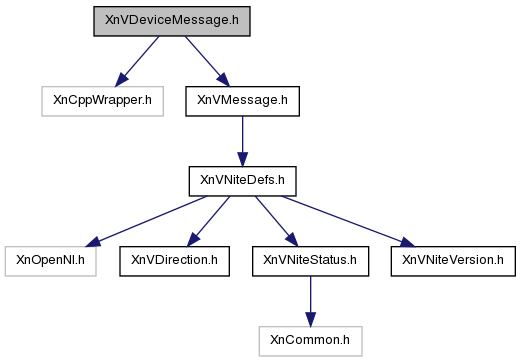 XnVDeviceMessage.h
XnCppWrapper.h
XnVMessage.h
XnVNiteDefs.h
XnOpenNI.h
XnVDirection.h
XnVNiteStatus.h
XnVNiteVersion.h
XnCommon.h